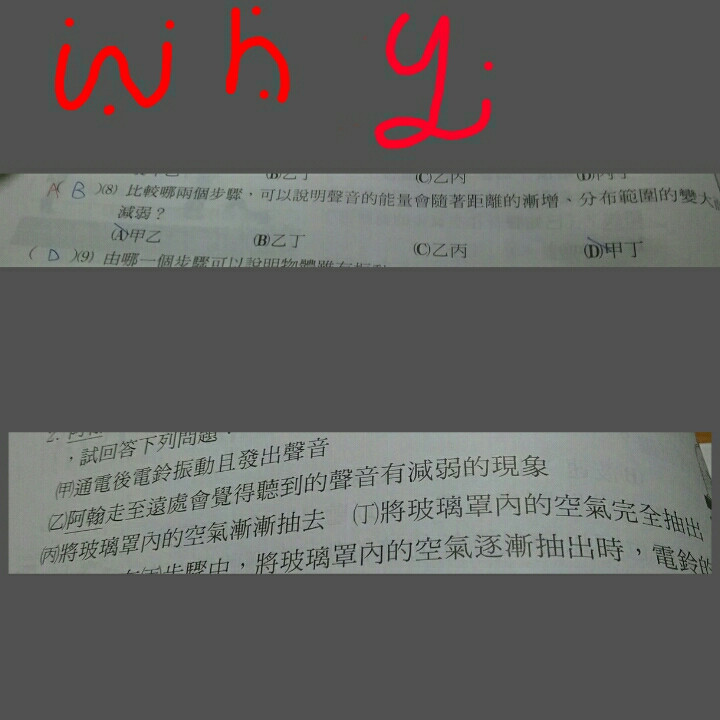 why
A( B )(8) 比較哪兩個步驟，可以說明聲音的能量會隨著距離的漸增、分布範圍的變大
減弱？
(A)甲乙 (B)乙丁 (C)乙丙 (D)甲丁
( D )(9) 由哪一個步驟可以說明物體雖有振
，試回答下列問題：
(甲)通電後電鈴振動且發出聲音
(乙)阿翰走至遠處會覺得聽到的聲音有減弱的現象
(丙)將玻璃罩內的空氣漸漸抽去 (丁)將玻璃罩內的空氣完全抽出
步驟中，將玻璃罩內的空氣逐漸抽出時，電鈴的